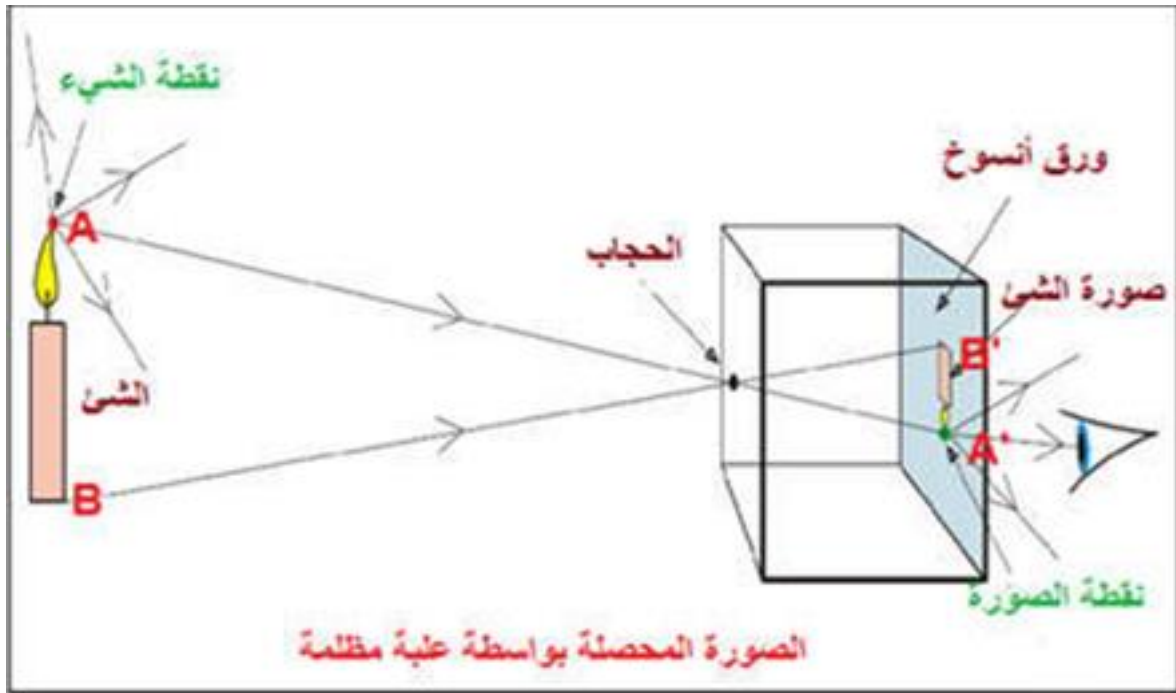 نقطة الشيء
A
ورق أنسوخ
الحجاب
صورة الشئ
B'
الشئ
A'
B
نقطة الصورة
الصورة المحصلة بواسطة علبة مظلمة